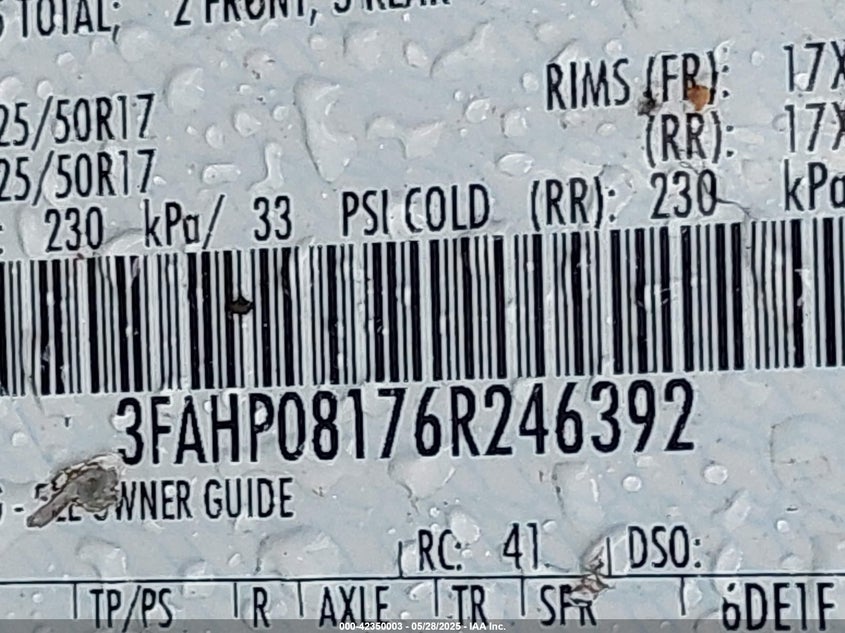 TOTAL; 2 FRONT, 3 REAR
RIMS (FR): 17X
25/50R17 (RR): 17X
25/50R17
: 230 kPa/ 33 PSI COLD (RR): 230 kPa
3FAHP08176R246392
- SEE OWNER GUIDE
RC: 41 DSO:
TP/PS R AXLE TR SPR 6DE1F
000-42350003 - 05/28/2025 - IAA Inc.